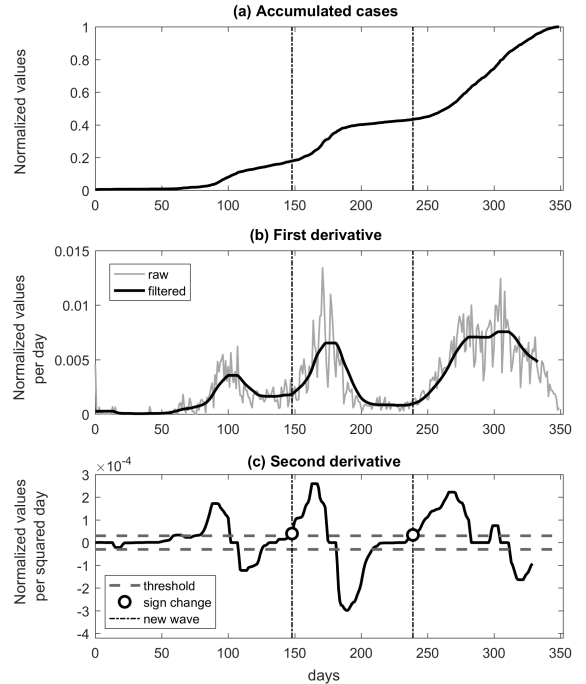 (a) Accumulated cases
Normalized values
1
0.8
0.6
0.4
0.2
0
0 50 100 150 200 250 300 350
(b) First derivative
Normalized values
per day
0.015
0.01
0.005
0
raw
filtered
0 50 100 150 200 250 300 350
(c) Second derivative
×10⁻⁴
Normalized values
per squared day
3
2
1
0
-1
-2
-3
-4
threshold
sign change
new wave
0 50 100 150 200 250 300 350
days